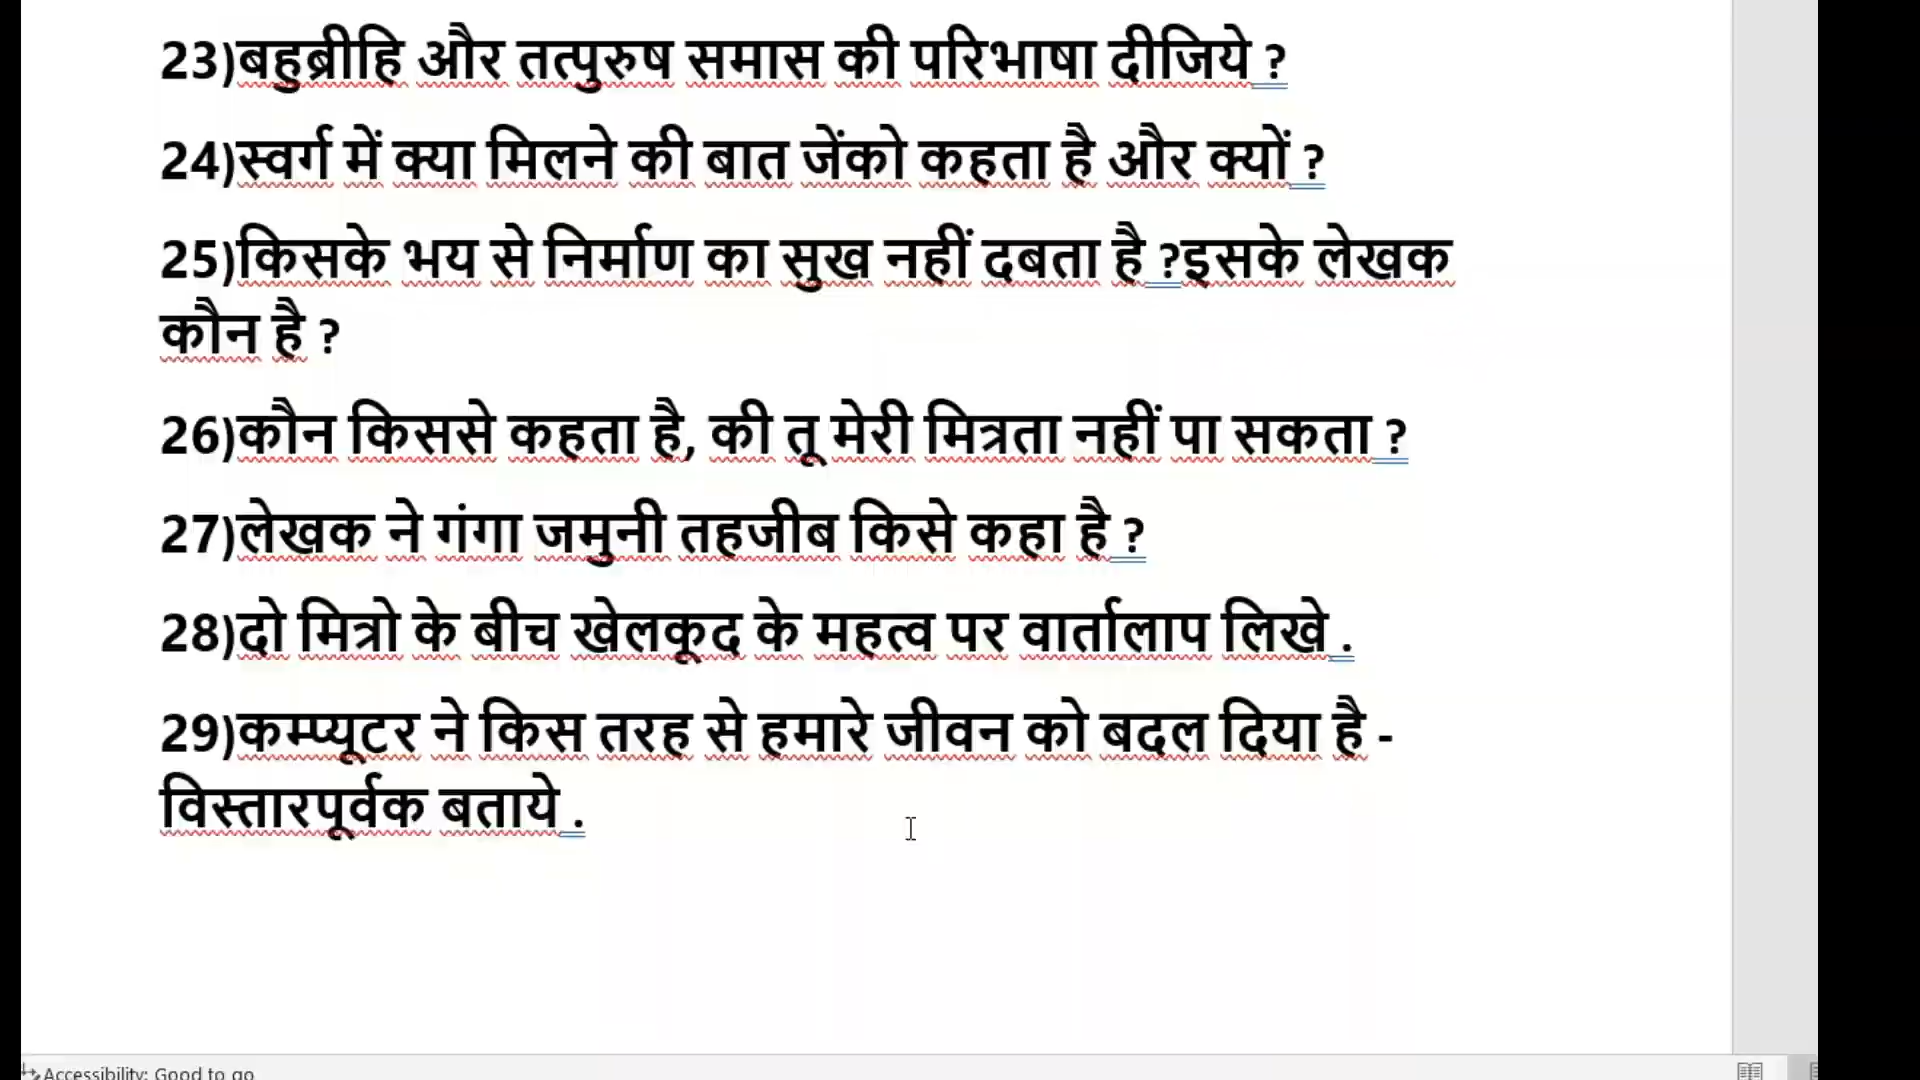 23)बहुब्रीहि और तत्पुरुष समास की परिभाषा दीजिये ?
24)स्वर्ग में क्या मिलने की बात जेंको कहता है और क्यों ?
25)किसके भय से निर्माण का सुख नहीं दबता है ?इसके लेखक
कौन है ?
26)कौन किससे कहता है, की तू मेरी मित्रता नहीं पा सकता ?
27)लेखक ने गंगा जमुनी तहजीब किसे कहा है ?
28)दो मित्रो के बीच खेलकूद के महत्व पर वार्तालाप लिखे .
29)कम्प्यूटर ने किस तरह से हमारे जीवन को बदल दिया है -
विस्तारपूर्वक बताये .
Accessibility: Good to go